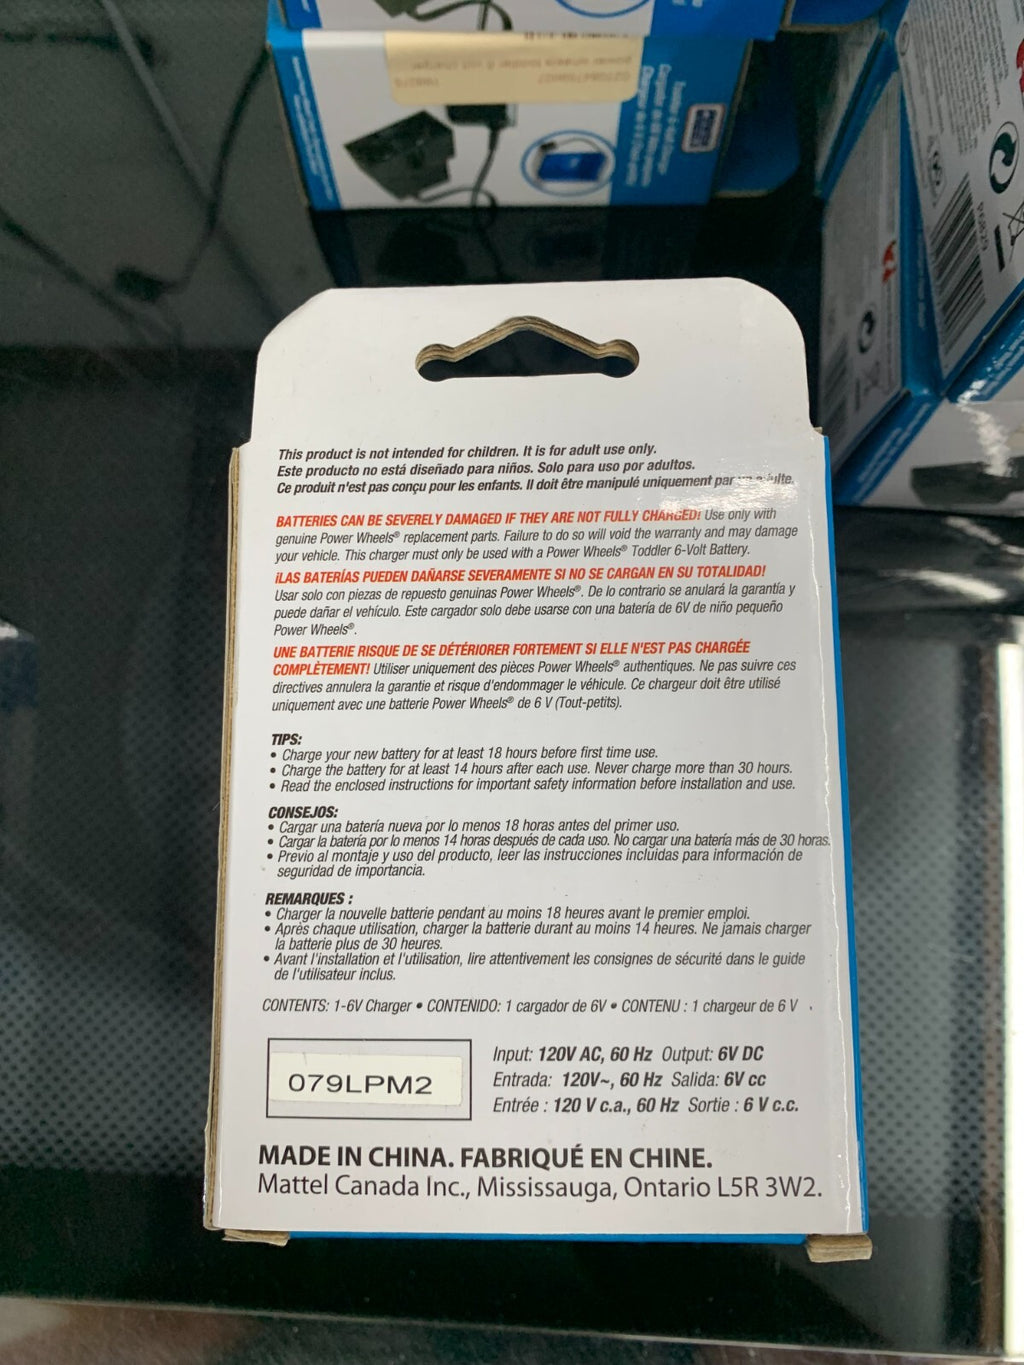 This product is not intended for children. It is for adult use only.
Este producto no está diseñado para niños. Solo para uso por adultos.
Ce produit n'est pas conçu pour les enfants. Il doit être manipulé uniquement par
BATTERIES CAN BE SEVERELY DAMAGED IF THEY ARE NOT FULLY CHARGED! Use only with
genuine Power Wheels® replacement parts. Failure to do so will void the warranty and may damage
your vehicle. This charger must only be used with a Power Wheels® Toddler 6-Volt Battery.
¡LAS BATERÍAS PUEDEN DAÑARSE SEVERAMENTE SI NO SE CARGAN EN SU TOTALIDAD!
Usar solo con piezas de repuesto genuinas Power Wheels®. De lo contrario se anulará la garantía y
puede dañar el vehículo. Este cargador solo debe usarse con una batería de 6V de niño pequeño
Power Wheels®.
UNE BATTERIE RISQUE DE SE DÉTÉRIORER FORTEMENT SI ELLE N'EST PAS CHARGÉE
COMPLÈTEMENT! Utiliser uniquement des pièces Power Wheels® authentiques. Ne pas suivre ces
directives annulera la garantie et risque d'endommager le véhicule. Ce chargeur doit être utilisé
uniquement avec une batterie Power Wheels® de 6 V (Tout-petits).
TIPS:
• Charge your new battery for at least 18 hours before first time use.
• Charge the battery for at least 14 hours after each use. Never charge more than 30 hours.
• Read the enclosed instructions for important safety information before installation and use.
CONSEJOS:
• Cargar una batería nueva por lo menos 18 horas antes del primer uso.
• Cargar la batería por lo menos 14 horas después de cada uso. No cargar una batería más de 30 horas.
• Previo al montaje y uso del producto, leer las instrucciones incluidas para información de
seguridad de importancia.
REMARQUES :
• Charger la nouvelle batterie pendant au moins 18 heures avant le premier emploi.
• Après chaque utilisation, charger la batterie durant au moins 14 heures. Ne jamais charger
la batterie plus de 30 heures.
• Avant l'installation et l'utilisation, lire attentivement les consignes de sécurité dans le guide
de l'utilisateur inclus.
CONTENTS: 1-6V Charger • CONTENIDO: 1 cargador de 6V • CONTENU : 1 chargeur de 6 V
079LPM2
Input: 120V AC, 60 Hz Output: 6V DC
Entrada: 120V~, 60 Hz Salida: 6V cc
Entrée : 120 V c.a., 60 Hz Sortie : 6 V c.c.
MADE IN CHINA. FABRIQUÉ EN CHINE.
Mattel Canada Inc., Mississauga, Ontario L5R 3W2.